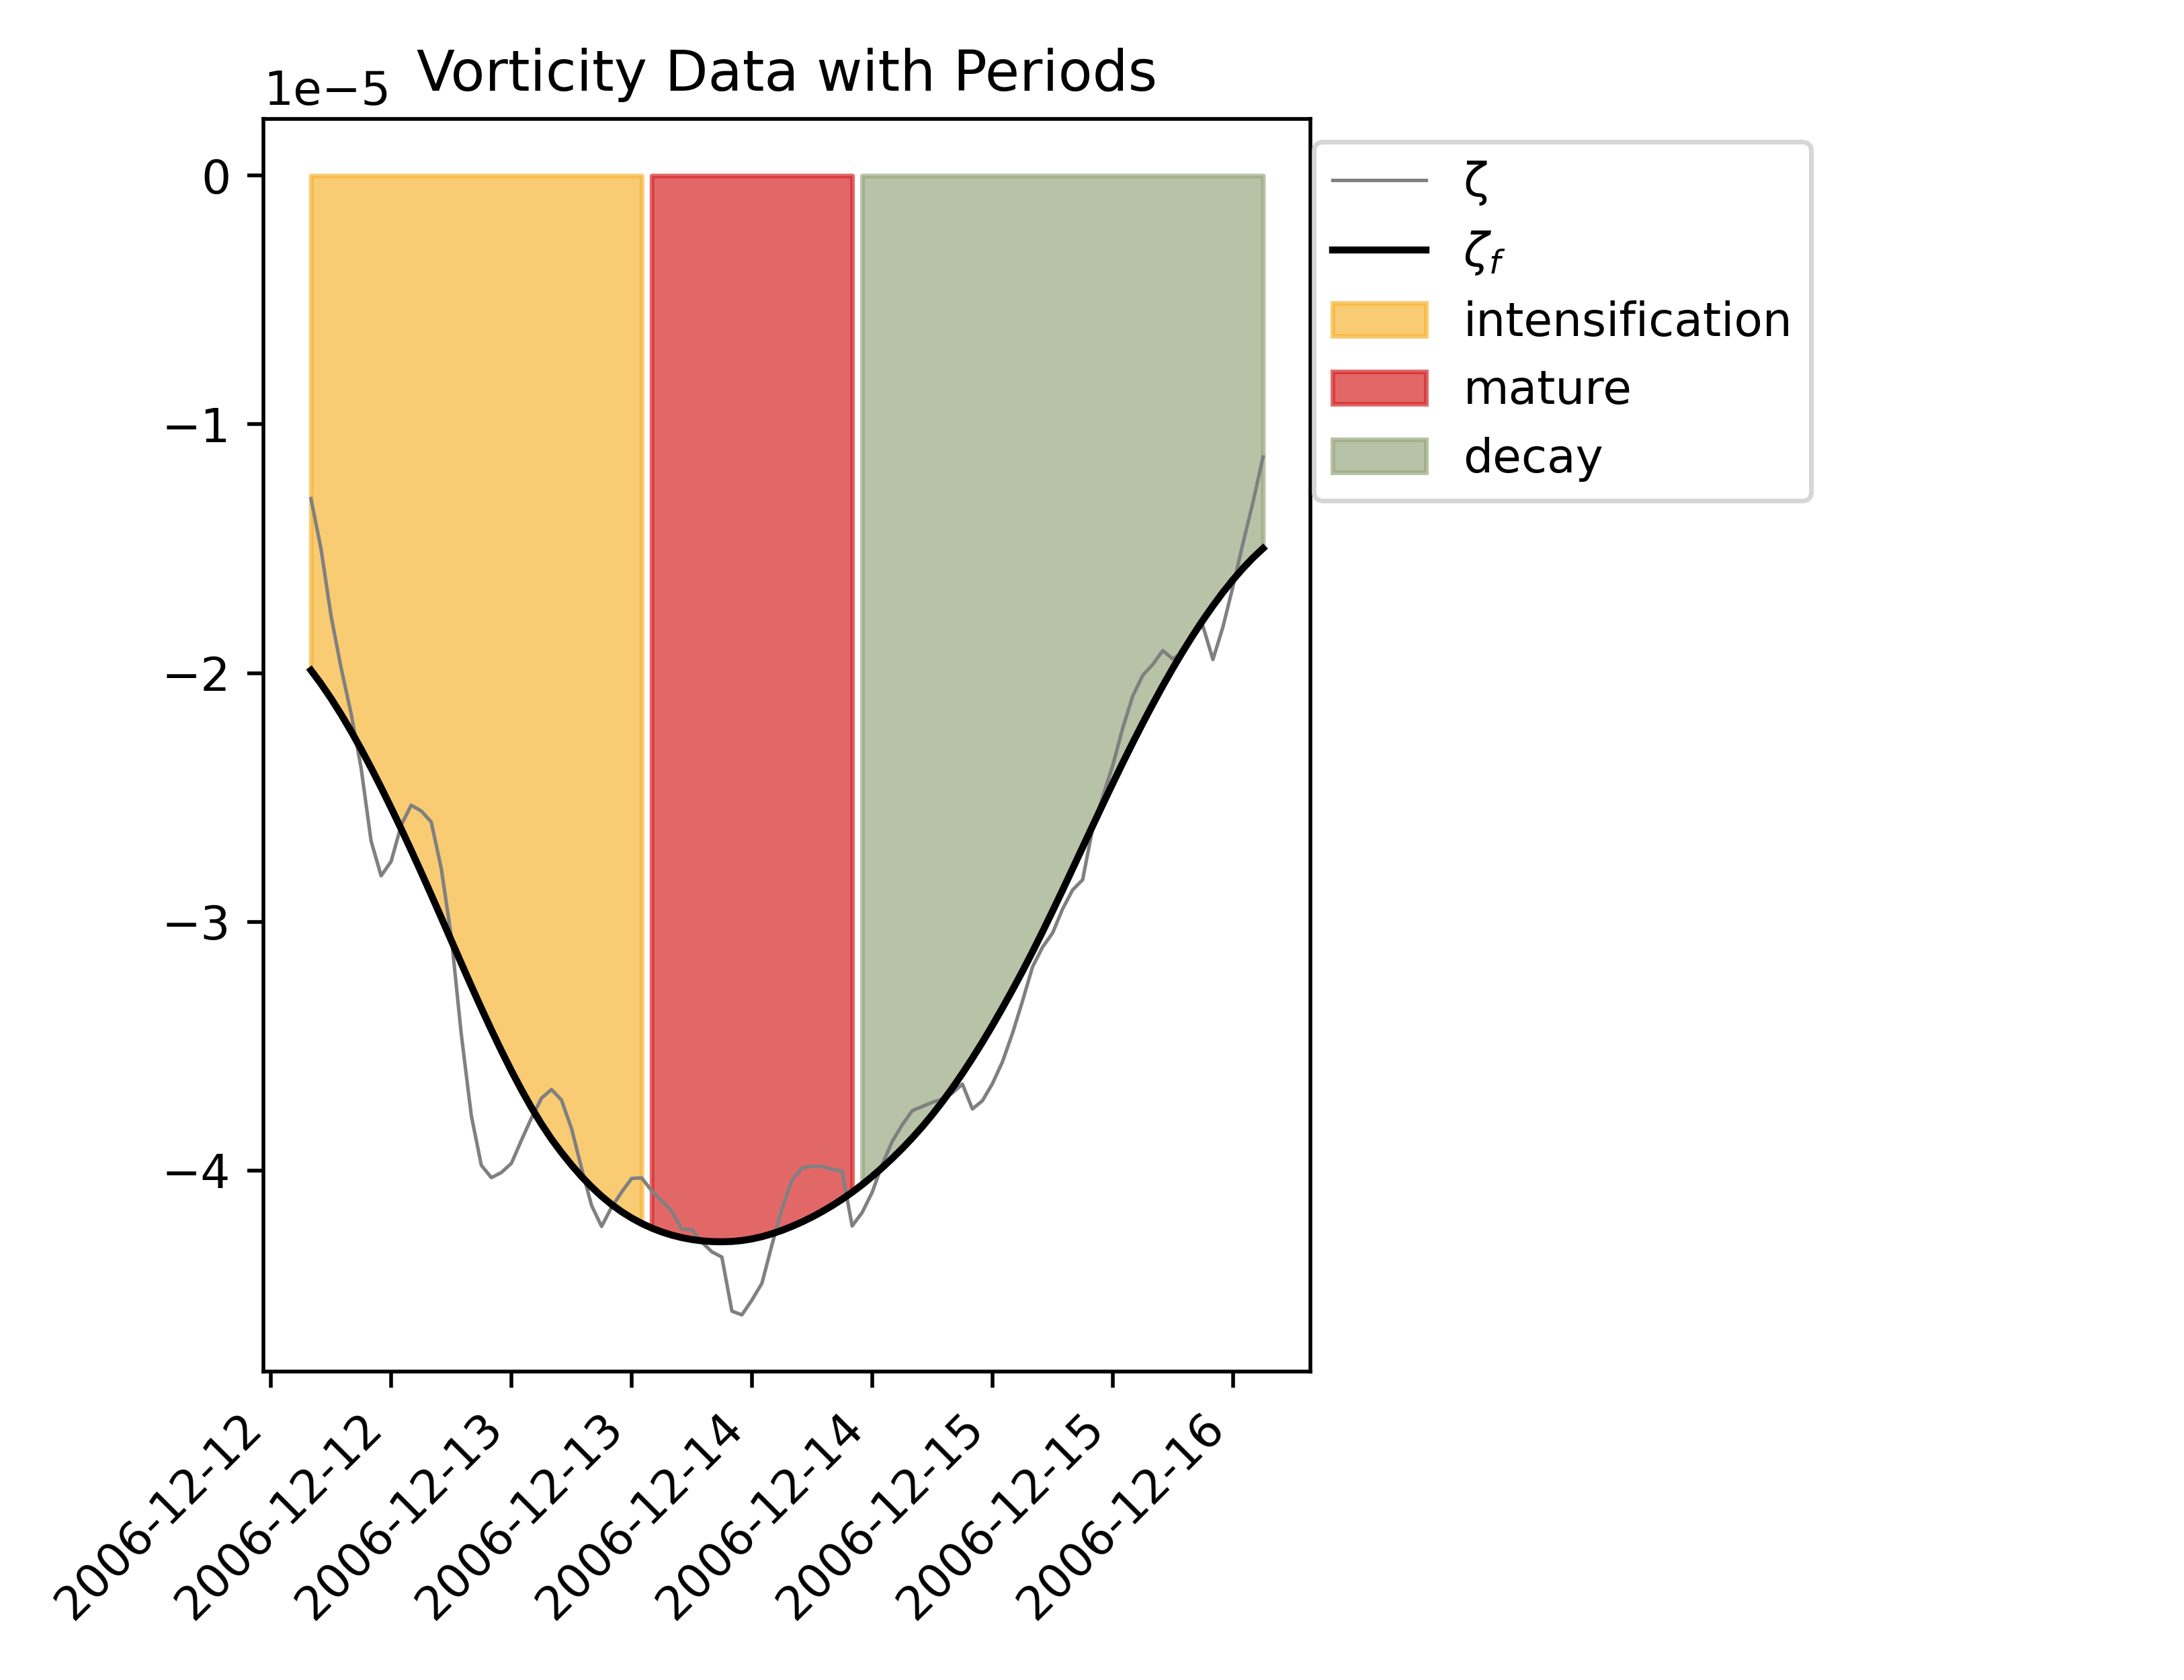 Vorticity Data with Periods
1e−5
0
−1
−2
−3
−4
ζ
ζf
intensification
mature
decay
2006-12-12
2006-12-12
2006-12-13
2006-12-13
2006-12-14
2006-12-14
2006-12-15
2006-12-15
2006-12-16